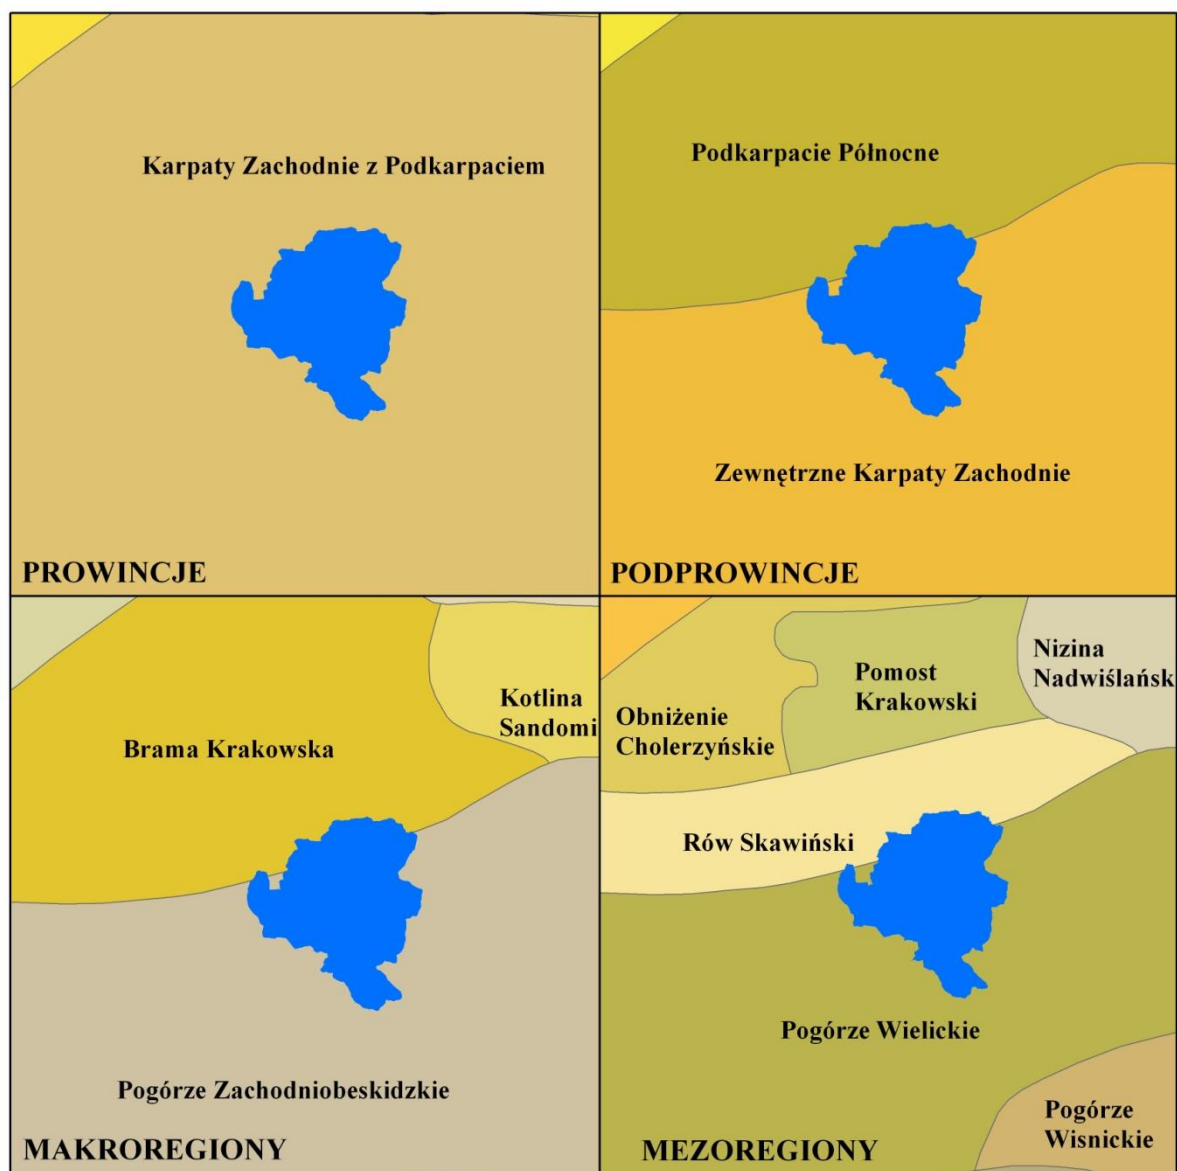 Karpaty Zachodnie z Podkarpaciem
PROWINCJE
Podkarpacie Północne
Zewnętrzne Karpaty Zachodnie
PODPROWINCJE
Kotlina
Sandomi
Brama Krakowska
Pogórze Zachodniobeskidzkie
MAKROREGIONY
Nizina
Nadwiślańsk
Pomost
Krakowski
Obniżenie
Cholerzyńskie
Rów Skawiński
Pogórze Wielickie
Pogórze
Wisnickie
MEZOREGIONY